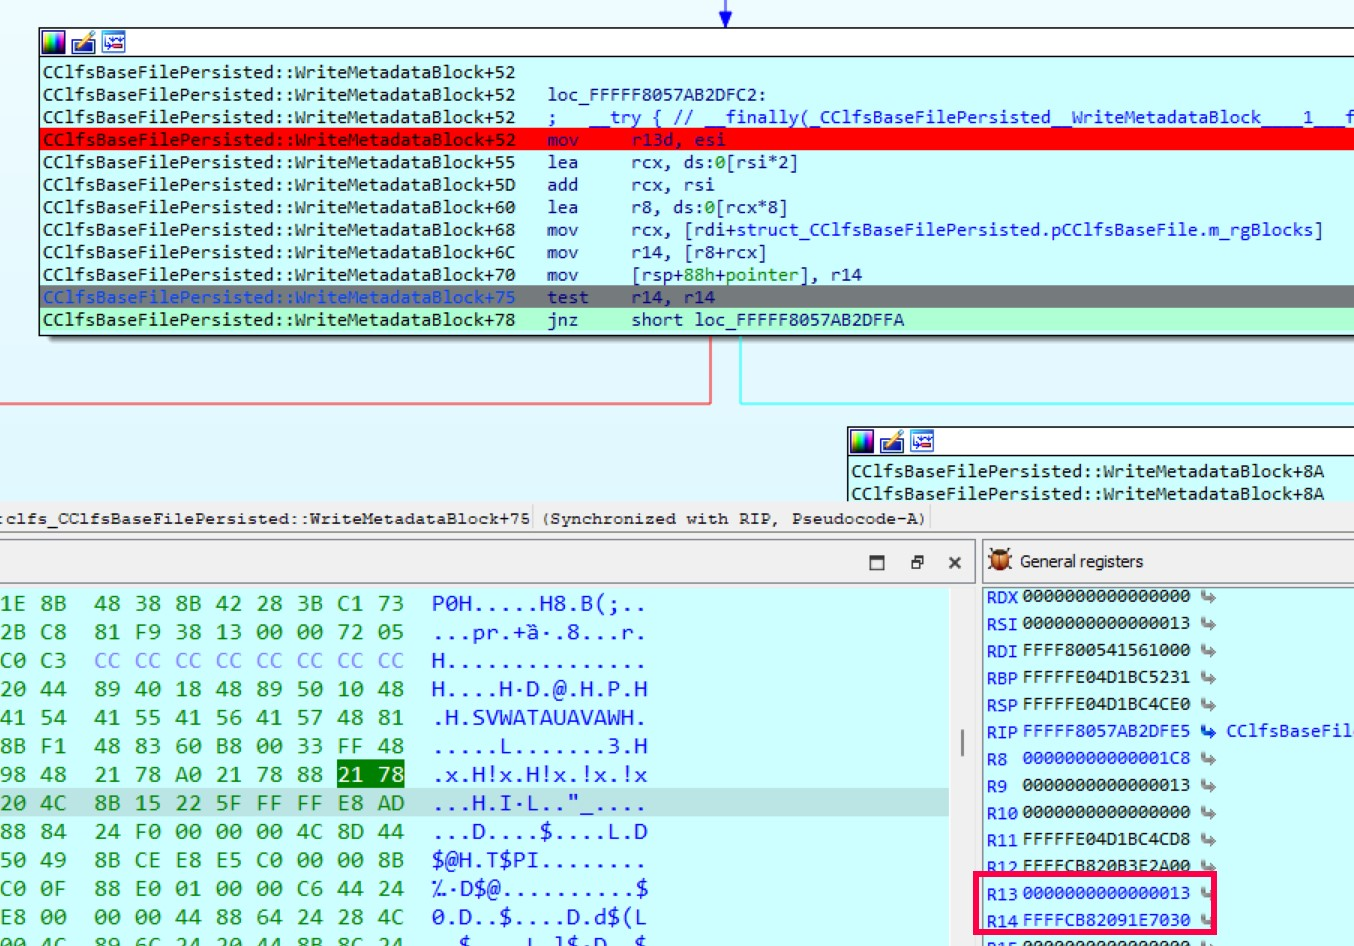 CClfsBaseFilePersisted::WriteMetadataBlock+52
CClfsBaseFilePersisted::WriteMetadataBlock+52 loc_FFFFF8057AB2DFC2:
CClfsBaseFilePersisted::WriteMetadataBlock+52 ; __try { // __finally(_CClfsBaseFilePersisted__WriteMetadataBlock____1___f
CClfsBaseFilePersisted::WriteMetadataBlock+52 mov r13d, esi
CClfsBaseFilePersisted::WriteMetadataBlock+55 lea rcx, ds:0[rsi*2]
CClfsBaseFilePersisted::WriteMetadataBlock+5D add rcx, rsi
CClfsBaseFilePersisted::WriteMetadataBlock+60 lea r8, ds:0[rcx*8]
CClfsBaseFilePersisted::WriteMetadataBlock+68 mov rcx, [rdi+struct_CClfsBaseFilePersisted.pCClfsBaseFile.m_rgBlocks]
CClfsBaseFilePersisted::WriteMetadataBlock+6C mov r14, [r8+rcx]
CClfsBaseFilePersisted::WriteMetadataBlock+70 mov [rsp+88h+pointer], r14
CClfsBaseFilePersisted::WriteMetadataBlock+75 test r14, r14
CClfsBaseFilePersisted::WriteMetadataBlock+78 jnz short loc_FFFFF8057AB2DFFA
CClfsBaseFilePersisted::WriteMetadataBlock+8A
CClfsBaseFilePersisted::WriteMetadataBlock+8A
:clfs_CClfsBaseFilePersisted::WriteMetadataBlock+75 (Synchronized with RIP, Pseudocode-A)
1E 8B 48 38 8B 42 28 3B C1 73 P0H.....H8.B(;..
2B C8 81 F9 38 13 00 00 72 05 ...pr.+ȁ·.8...r.
C0 C3 CC CC CC CC CC CC CC CC H...............
20 44 89 40 18 48 89 50 10 48 H....H·D.@.H.P.H
41 54 41 55 41 56 41 57 48 81 .H.SVWATAUAVAWH.
8B F1 48 83 60 B8 00 33 FF 48 .....L.......3.H
98 48 21 78 A0 21 78 88 21 78 .x.H!x.H!x.!x.!x
20 4C 8B 15 22 5F FF FF E8 AD ...H.I·L.."_....
88 84 24 F0 00 00 00 4C 8D 44 ...D....$....L.D
50 49 8B CE E8 E5 C0 00 00 8B $@H.T$PI........
C0 0F 88 E0 01 00 00 C6 44 24 ٪·D$@..........$
E8 00 00 00 44 88 64 24 28 4C 0.D..$....D.d$(L
General registers
RDX 0000000000000000
RSI 0000000000000013
RDI FFFF800541561000
RBP FFFFFE04D1BC5231
RSP FFFFFE04D1BC4CE0
RIP FFFFF8057AB2DFE5 CClfsBaseFil
R8 00000000000001C8
R9 0000000000000013
R10 0000000000000000
R11 FFFFFE04D1BC4CD8
R12 FFFFCB820B3E2A00
R13 0000000000000013
R14 FFFFCB82091E7030